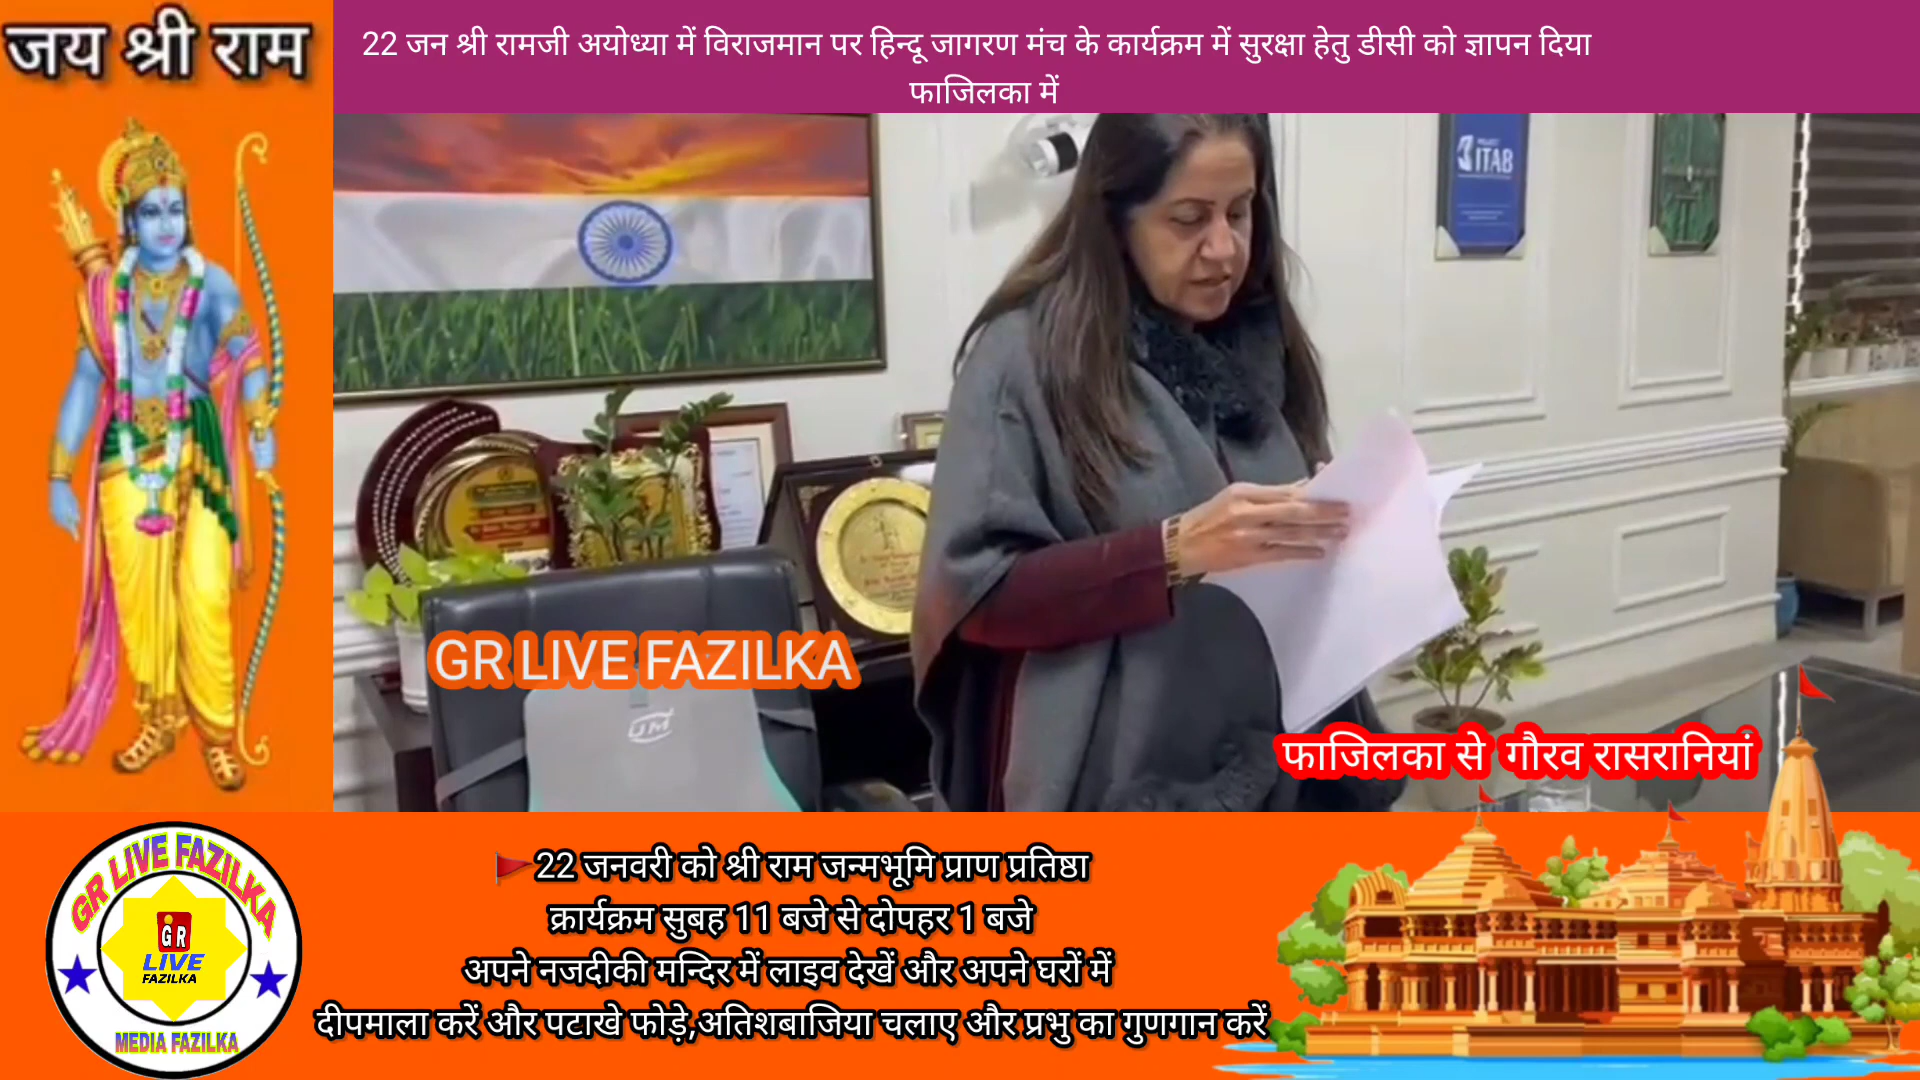 जय श्री राम
22 जन श्री रामजी अयोध्या में विराजमान पर हिन्दू जागरण मंच के कार्यक्रम में सुरक्षा हेतु डीसी को ज्ञापन दिया
फाजिलका में
ITAB
GR LIVE FAZILKA
फाजिलका से गौरव रासरानियां
GR LIVE FAZILKA
GR
LIVE
FAZILKA
MEDIA FAZILKA
22 जनवरी को श्री राम जन्मभूमि प्राण प्रतिष्ठा
क्रार्यक्रम सुबह 11 बजे से दोपहर 1 बजे
अपने नजदीकी मन्दिर में लाइव देखें और अपने घरों में
दीपमाला करें और पटाखे फोड़े,अतिशबाजिया चलाए और प्रभु का गुणगान करें